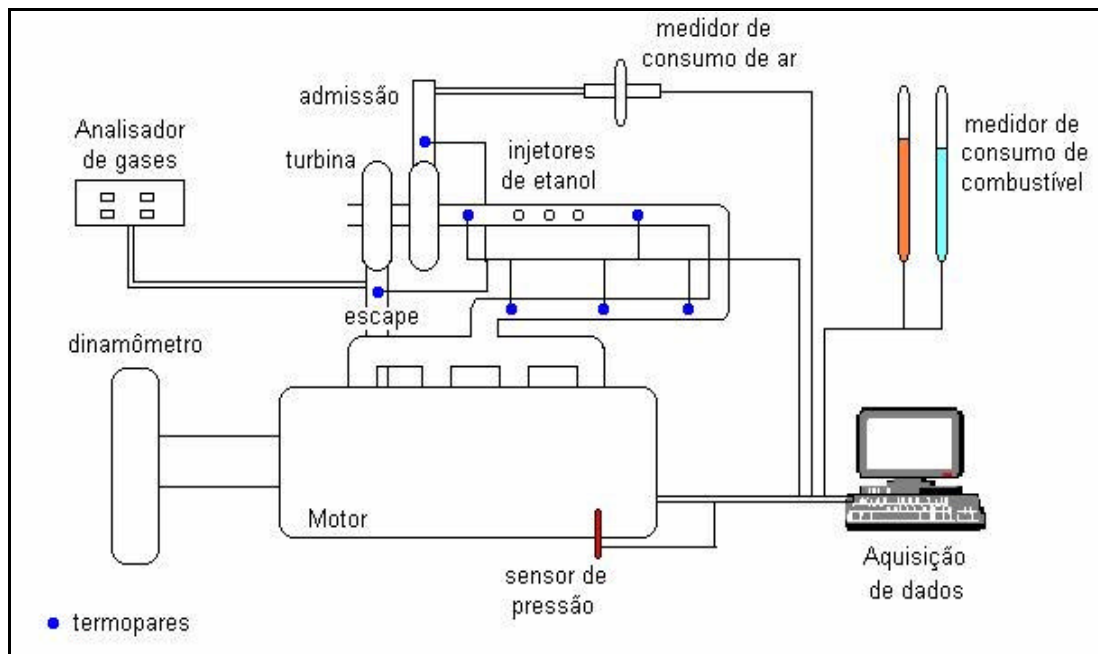 medidor de
consumo de ar
admissão
Analisador
de gases
turbina
injetores
de etanol
medidor de
consumo de
combustível
escape
dinamômetro
Motor
sensor de
pressão
Aquisição
de dados
termopares